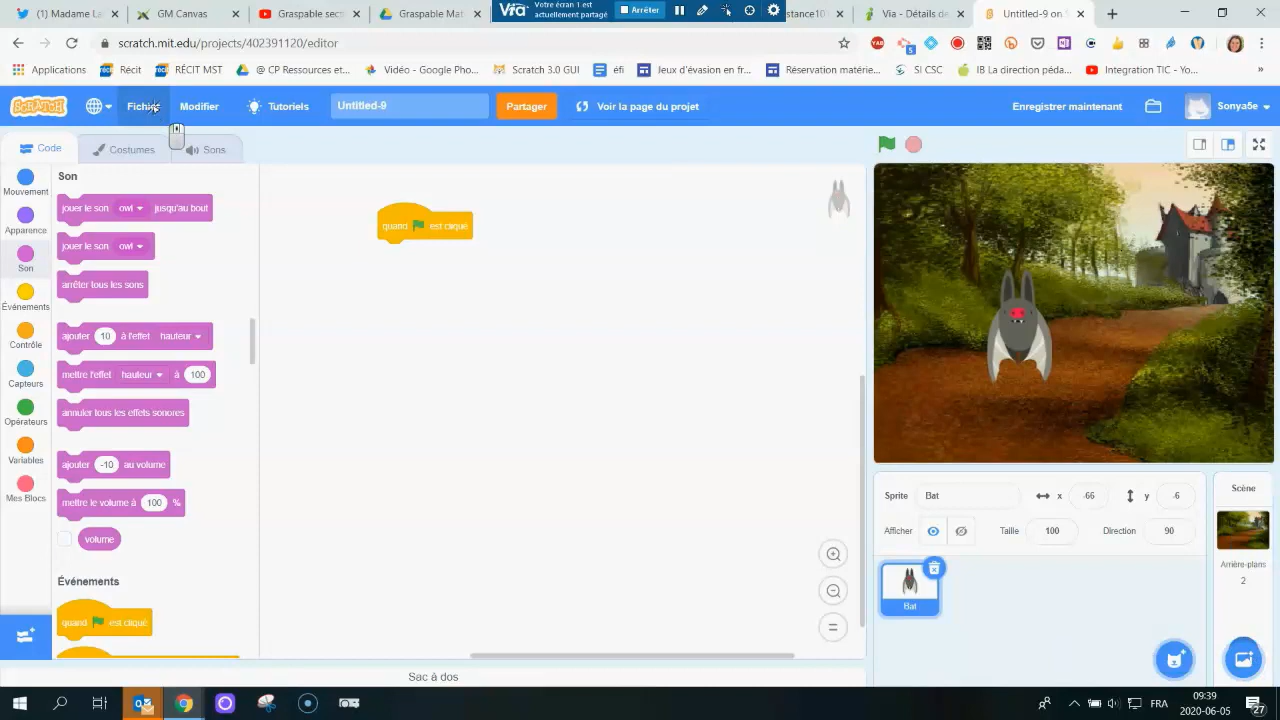 Madame A
GM Canvas
Graspable sect
Graspable Mat
Via
Votre écran 1 est
actuellement partagé
Arrêter
stance10
Via - Détails de
Untitled-9 on
scratch.mit.edu/projects/402391120/editor
Applications
Récit
RÉCIT MST
@ CP Ressources et...
Vidéo - Google Pho...
Scratch 3.0 GUI
éfi
Jeux d'évasion en fr...
Réservation matérie...
SI CSC
IB La direction péda...
Integration TIC - Yo...
»
SCRATCH
Fichier
Modifier
Tutoriels
Untitled-9
Partager
Voir la page du projet
Enregistrer maintenant
Sonya5e
Code
Costumes
Sons
Mouvement
Apparence
Son
Événements
Contrôle
Capteurs
Opérateurs
Variables
Mes Blocs
Son
jouer le son owl jusqu'au bout
jouer le son owl
arrêter tous les sons
ajouter 10 à l'effet hauteur
mettre l'effet hauteur à 100
annuler tous les effets sonores
ajouter -10 au volume
mettre le volume à 100 %
volume
Événements
quand est cliqué
quand est cliqué
Sac à dos
Sprite Bat x -66 y -6
Afficher Taille 100 Direction 90
Bat
Scène
Arrière-plans
2
FRA
09:39
2020-06-05
27